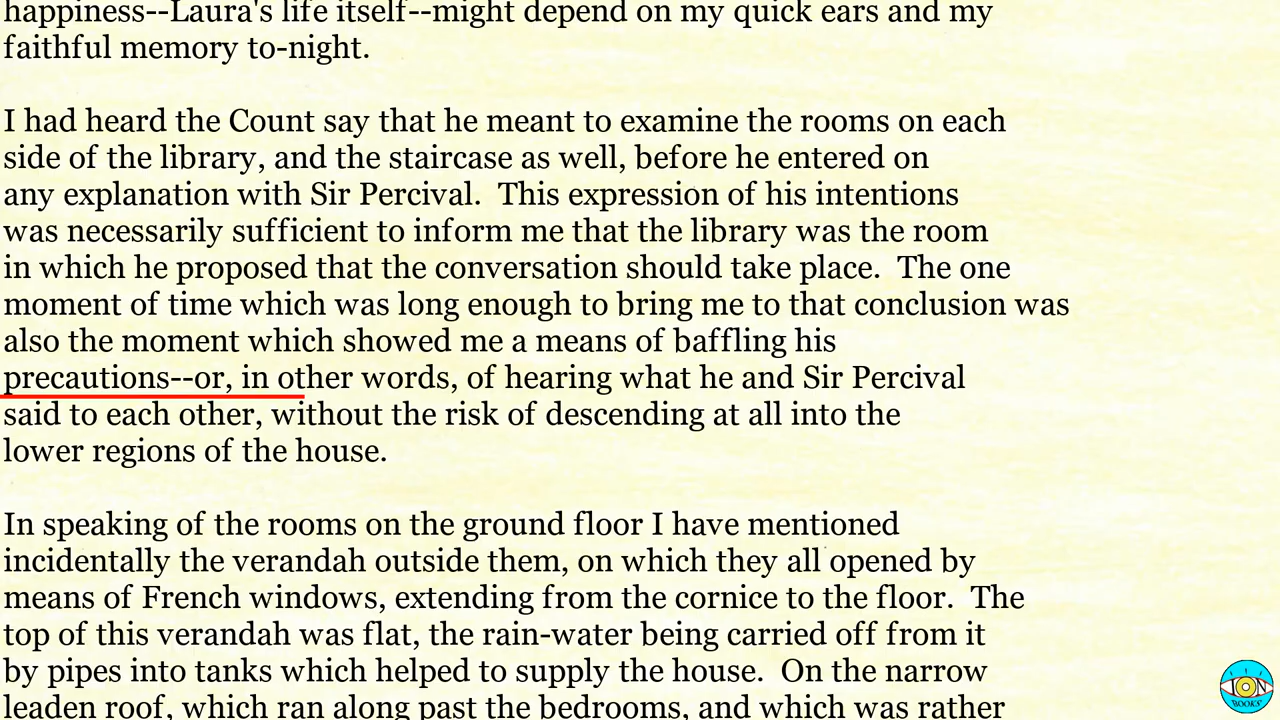 happiness--Laura's life itself--might depend on my quick ears and my
faithful memory to-night.
I had heard the Count say that he meant to examine the rooms on each
side of the library, and the staircase as well, before he entered on
any explanation with Sir Percival.  This expression of his intentions
was necessarily sufficient to inform me that the library was the room
in which he proposed that the conversation should take place.  The one
moment of time which was long enough to bring me to that conclusion was
also the moment which showed me a means of baffling his
precautions--or, in other words, of hearing what he and Sir Percival
said to each other, without the risk of descending at all into the
lower regions of the house.
In speaking of the rooms on the ground floor I have mentioned
incidentally the verandah outside them, on which they all opened by
means of French windows, extending from the cornice to the floor.  The
top of this verandah was flat, the rain-water being carried off from it
by pipes into tanks which helped to supply the house.  On the narrow
leaden roof, which ran along past the bedrooms, and which was rather
ION
BOOKS